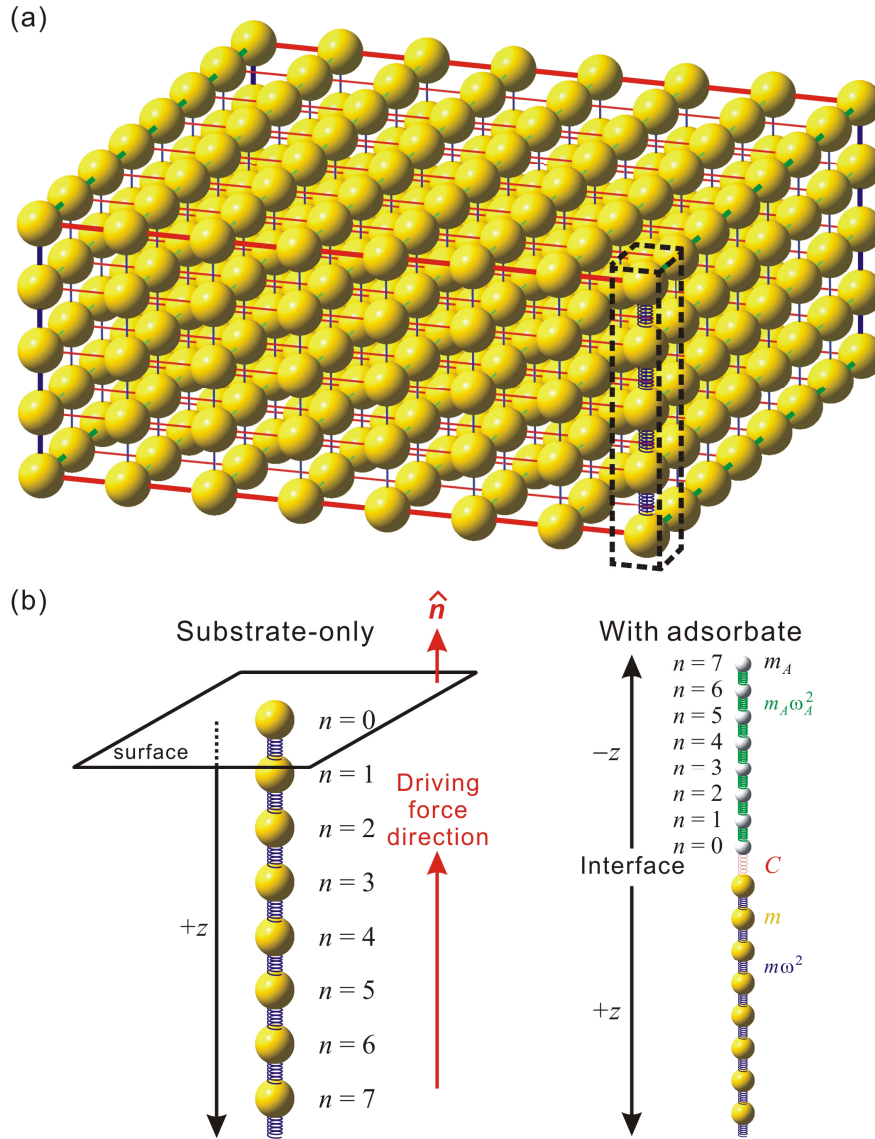 (a)
(b)
n̂
Substrate-only
n = 0
surface
n = 1
n = 2
n = 3
n = 4
n = 5
n = 6
n = 7
+z
Driving
force
direction
With adsorbate
n = 7
n = 6
n = 5
n = 4
n = 3
n = 2
n = 1
n = 0
m_A
m_Aω_A^2
−z
Interface
C
m
mω^2
+z